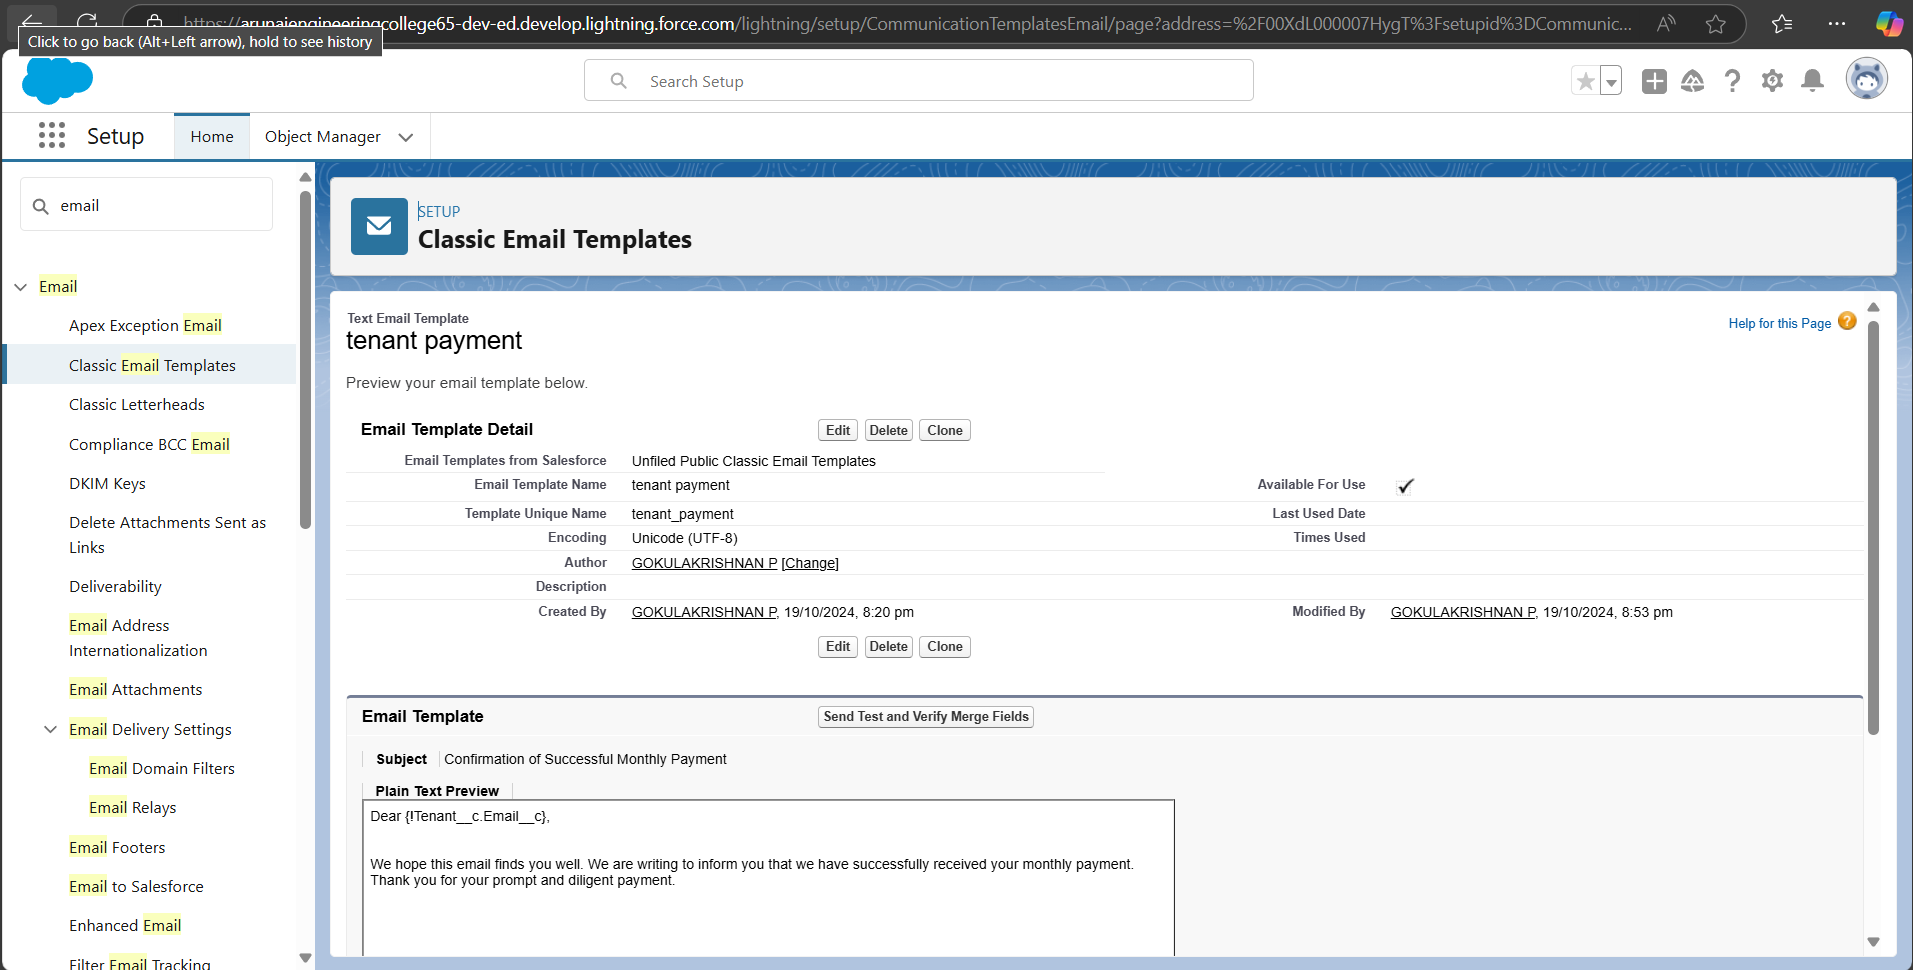 https://arunaiengineeringcollege65-dev-ed.develop.lightning.force.com/lightning/setup/CommunicationTemplatesEmail/page?address=%2F00XdL000007HygT%3Fsetupid%3DCommunic...
Click to go back (Alt+Left arrow), hold to see history
Search Setup
Setup
Home
Object Manager
email
SETUP
Classic Email Templates
Email
Apex Exception Email
Classic Email Templates
Classic Letterheads
Compliance BCC Email
DKIM Keys
Delete Attachments Sent as
Links
Deliverability
Email Address
Internationalization
Email Attachments
Email Delivery Settings
Email Domain Filters
Email Relays
Email Footers
Email to Salesforce
Enhanced Email
Filter Email Tracking
Text Email Template
tenant payment
Help for this Page ?
Preview your email template below.
Email Template Detail
Edit Delete Clone
Email Templates from Salesforce Unfiled Public Classic Email Templates
Email Template Name tenant payment Available For Use
Template Unique Name tenant_payment Last Used Date
Encoding Unicode (UTF-8) Times Used
Author GOKULAKRISHNAN P [Change]
Description
Created By GOKULAKRISHNAN P, 19/10/2024, 8:20 pm Modified By GOKULAKRISHNAN P, 19/10/2024, 8:53 pm
Edit Delete Clone
Email Template
Send Test and Verify Merge Fields
Subject Confirmation of Successful Monthly Payment
Plain Text Preview
Dear {!Tenant__c.Email__c},
We hope this email finds you well. We are writing to inform you that we have successfully received your monthly payment.
Thank you for your prompt and diligent payment.